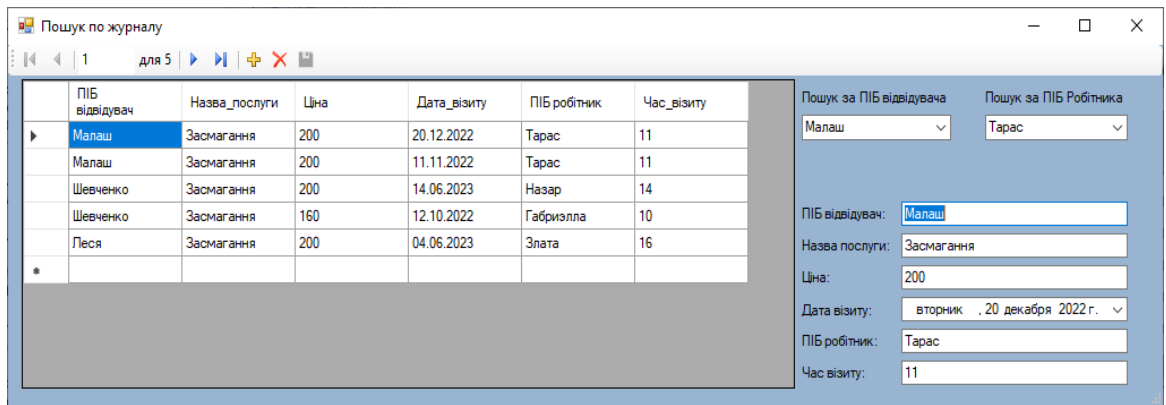 Пошук по журналу
1 для 5
ПІБ відвідувач Назва_послуги Ціна Дата_візиту ПІБ робітник Час_візиту
Малаш Засмагання 200 20.12.2022 Тарас 11
Малаш Засмагання 200 11.11.2022 Тарас 11
Шевченко Засмагання 200 14.06.2023 Назар 14
Шевченко Засмагання 160 12.10.2022 Габриэлла 10
Леся Засмагання 200 04.06.2023 Злата 16
Пошук за ПІБ відвідувача Пошук за ПІБ Робітника
Малаш Тарас
ПІБ відвідувач: Малаш
Назва послуги: Засмагання
Ціна: 200
Дата візиту: вторник , 20 декабря 2022 г.
ПІБ робітник: Тарас
Час візиту: 11